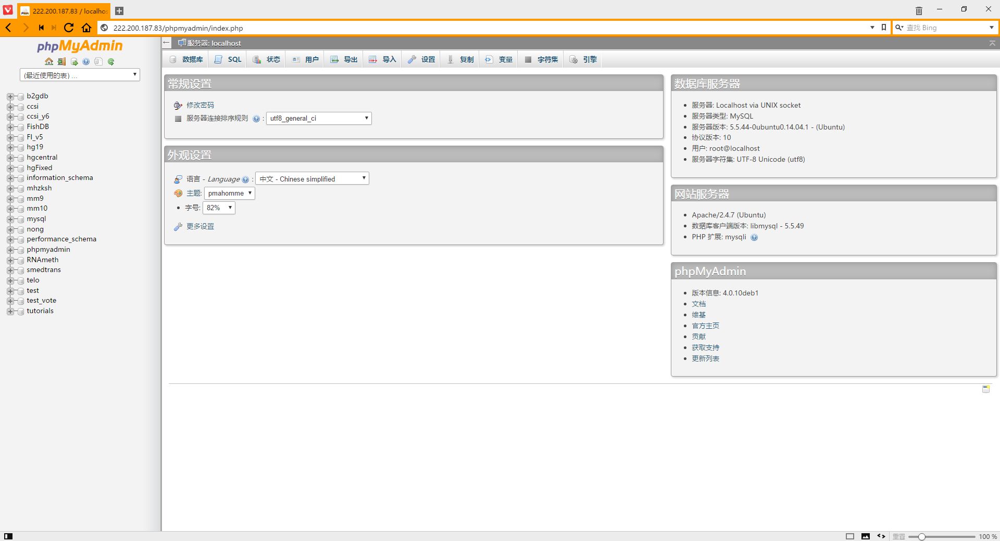 222.200.187.83 / localhos
222.200.187.83/phpmyadmin/index.php
查找 Bing
phpMyAdmin
(最近使用的表) ...
b2gdb
ccsi
ccsi_y6
FishDB
FI_v5
hg19
hgcentral
hgFixed
information_schema
mhzksh
mm9
mm10
mysql
nong
performance_schema
phpmyadmin
RNAmeth
smedtrans
telo
test
test_vote
tutorials
服务器: localhost
数据库 SQL 状态 用户 导出 导入 设置 复制 变量 字符集 引擎
常规设置
修改密码
服务器连接排序规则 : utf8_general_ci
外观设置
语言 - Language : 中文 - Chinese simplified
主题: pmahomme
字号: 82%
更多设置
数据库服务器
服务器: Localhost via UNIX socket
服务器类型: MySQL
服务器版本: 5.5.44-0ubuntu0.14.04.1 - (Ubuntu)
协议版本: 10
用户: root@localhost
服务器字符集: UTF-8 Unicode (utf8)
网站服务器
Apache/2.4.7 (Ubuntu)
数据库客户端版本: libmysql - 5.5.49
PHP 扩展: mysqli
phpMyAdmin
版本信息: 4.0.10deb1
文档
维基
官方主页
贡献
获取支持
更新列表
重置 100 %